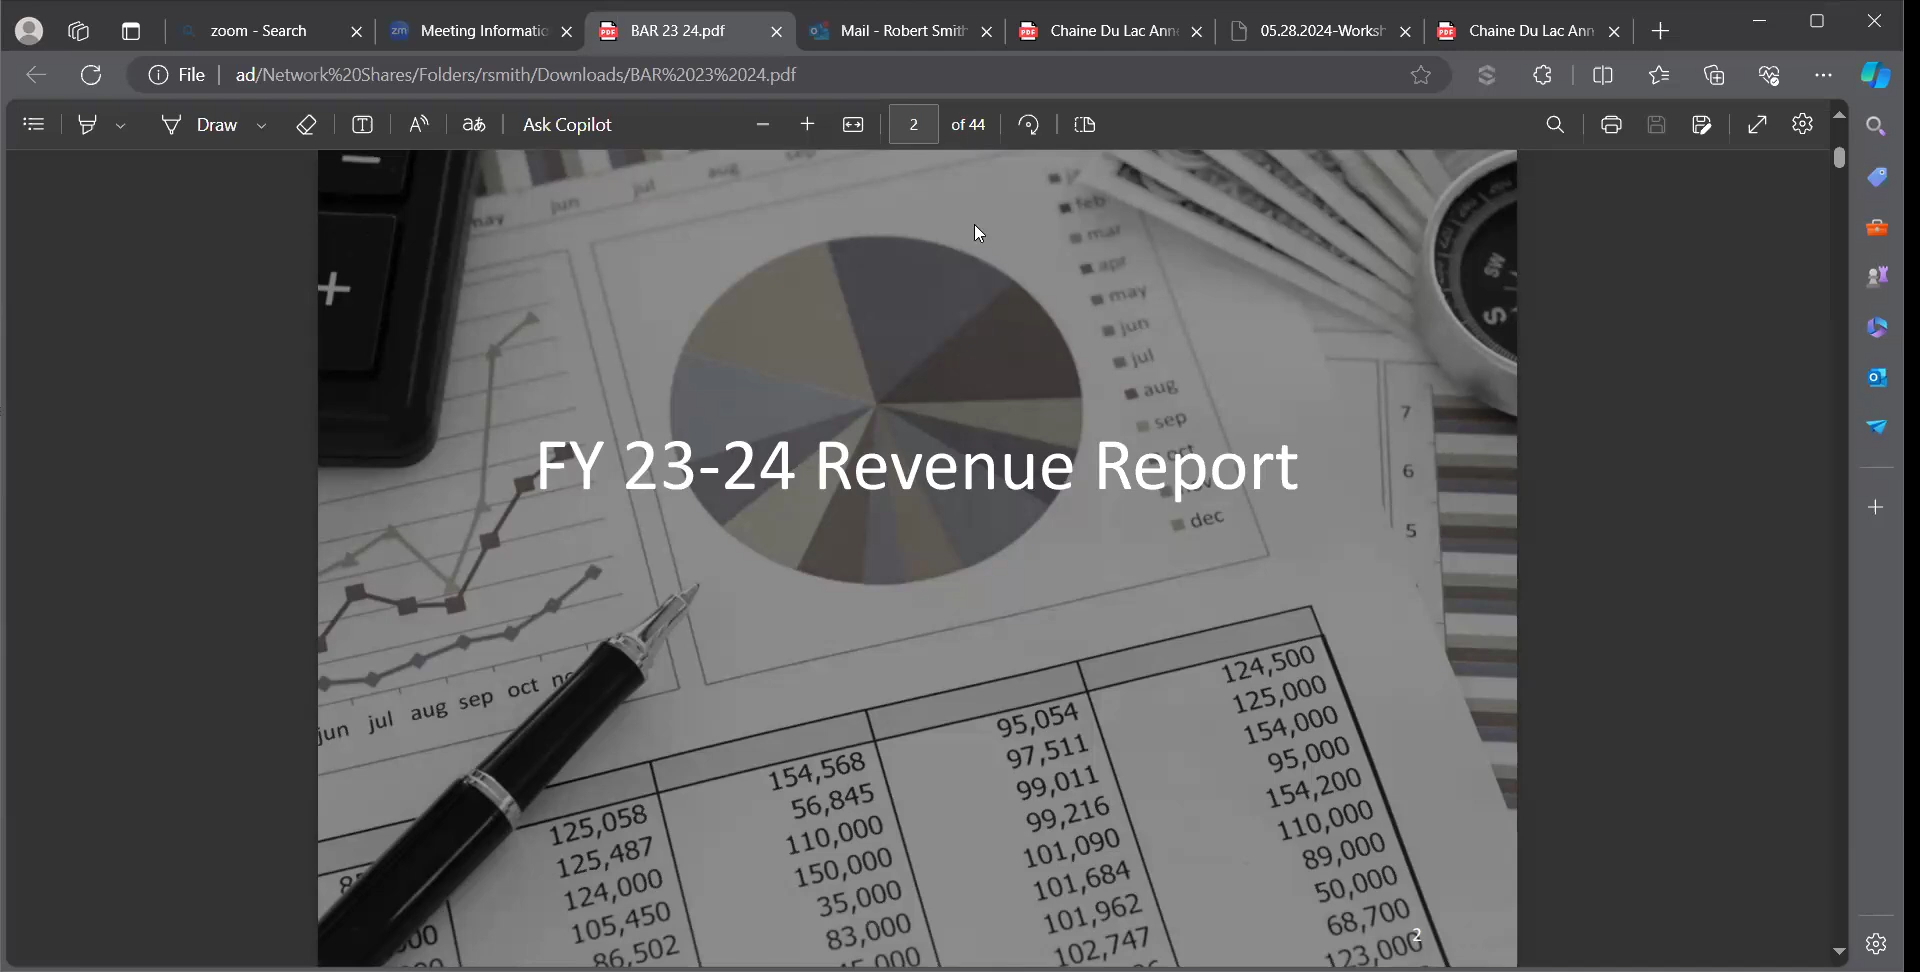 zoom - Search
Meeting Informatio
BAR 23 24.pdf
Mail - Robert Smith
Chaine Du Lac Ann
05.28.2024-Worksh
Chaine Du Lac Ann
File
ad/Network%20Shares/Folders/rsmith/Downloads/BAR%2023%2024.pdf
Draw
Ask Copilot
2
of 44
may
jun
jul
aug
sep
feb
mar
apr
may
jun
jul
aug
sep
oct
dec
7
6
5
FY 23-24 Revenue Report
jun jul aug sep oct
124,500
125,000
154,000
95,000
154,200
110,000
89,000
50,000
68,700
123,000
95,054
97,511
99,011
99,216
101,090
101,684
101,962
102,747
154,568
56,845
110,000
150,000
35,000
83,000
125,058
125,487
124,000
105,450
86,502
2